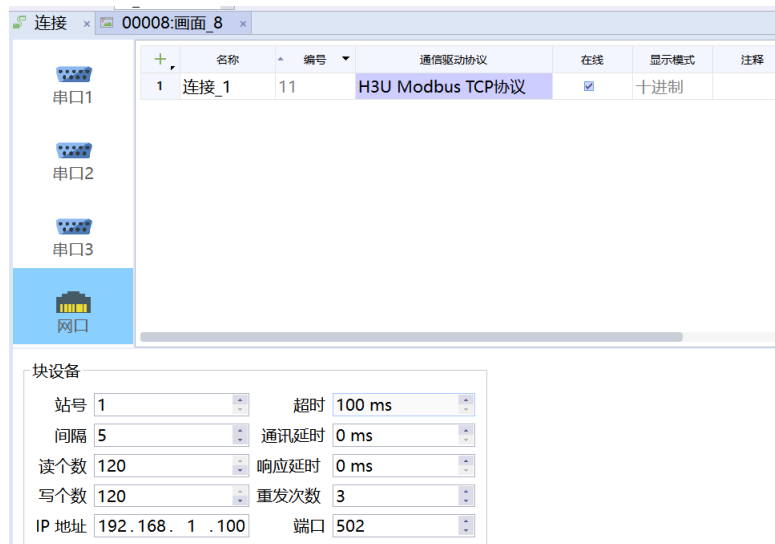 连接 × 00008:画面_8 ×
串口1
串口2
串口3
网口
名称 编号 通信驱动协议 在线 显示模式 注释
1 连接_1 11 H3U Modbus TCP协议 十进制
块设备
站号 1 超时 100 ms
间隔 5 通讯延时 0 ms
读个数 120 响应延时 0 ms
写个数 120 重发次数 3
IP 地址 192.168. 1 .100 端口 502